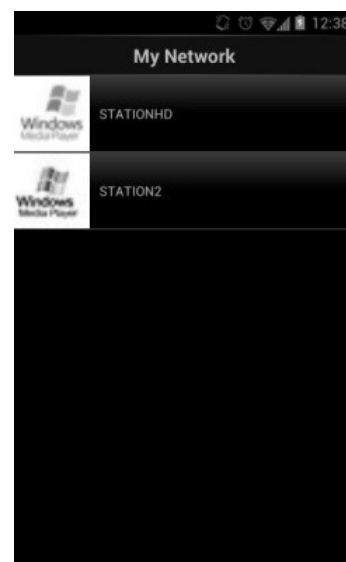 12:38
My Network
Windows
Media Player
STATIONHD
Windows
Media Player
STATION2